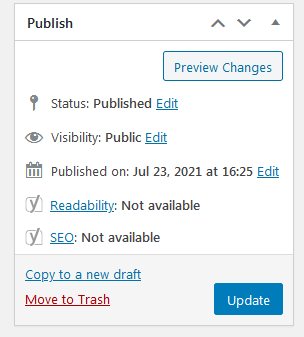 Publish
Preview Changes
Status: Published Edit
Visibility: Public Edit
Published on: Jul 23, 2021 at 16:25 Edit
Readability: Not available
SEO: Not available
Copy to a new draft
Move to Trash
Update